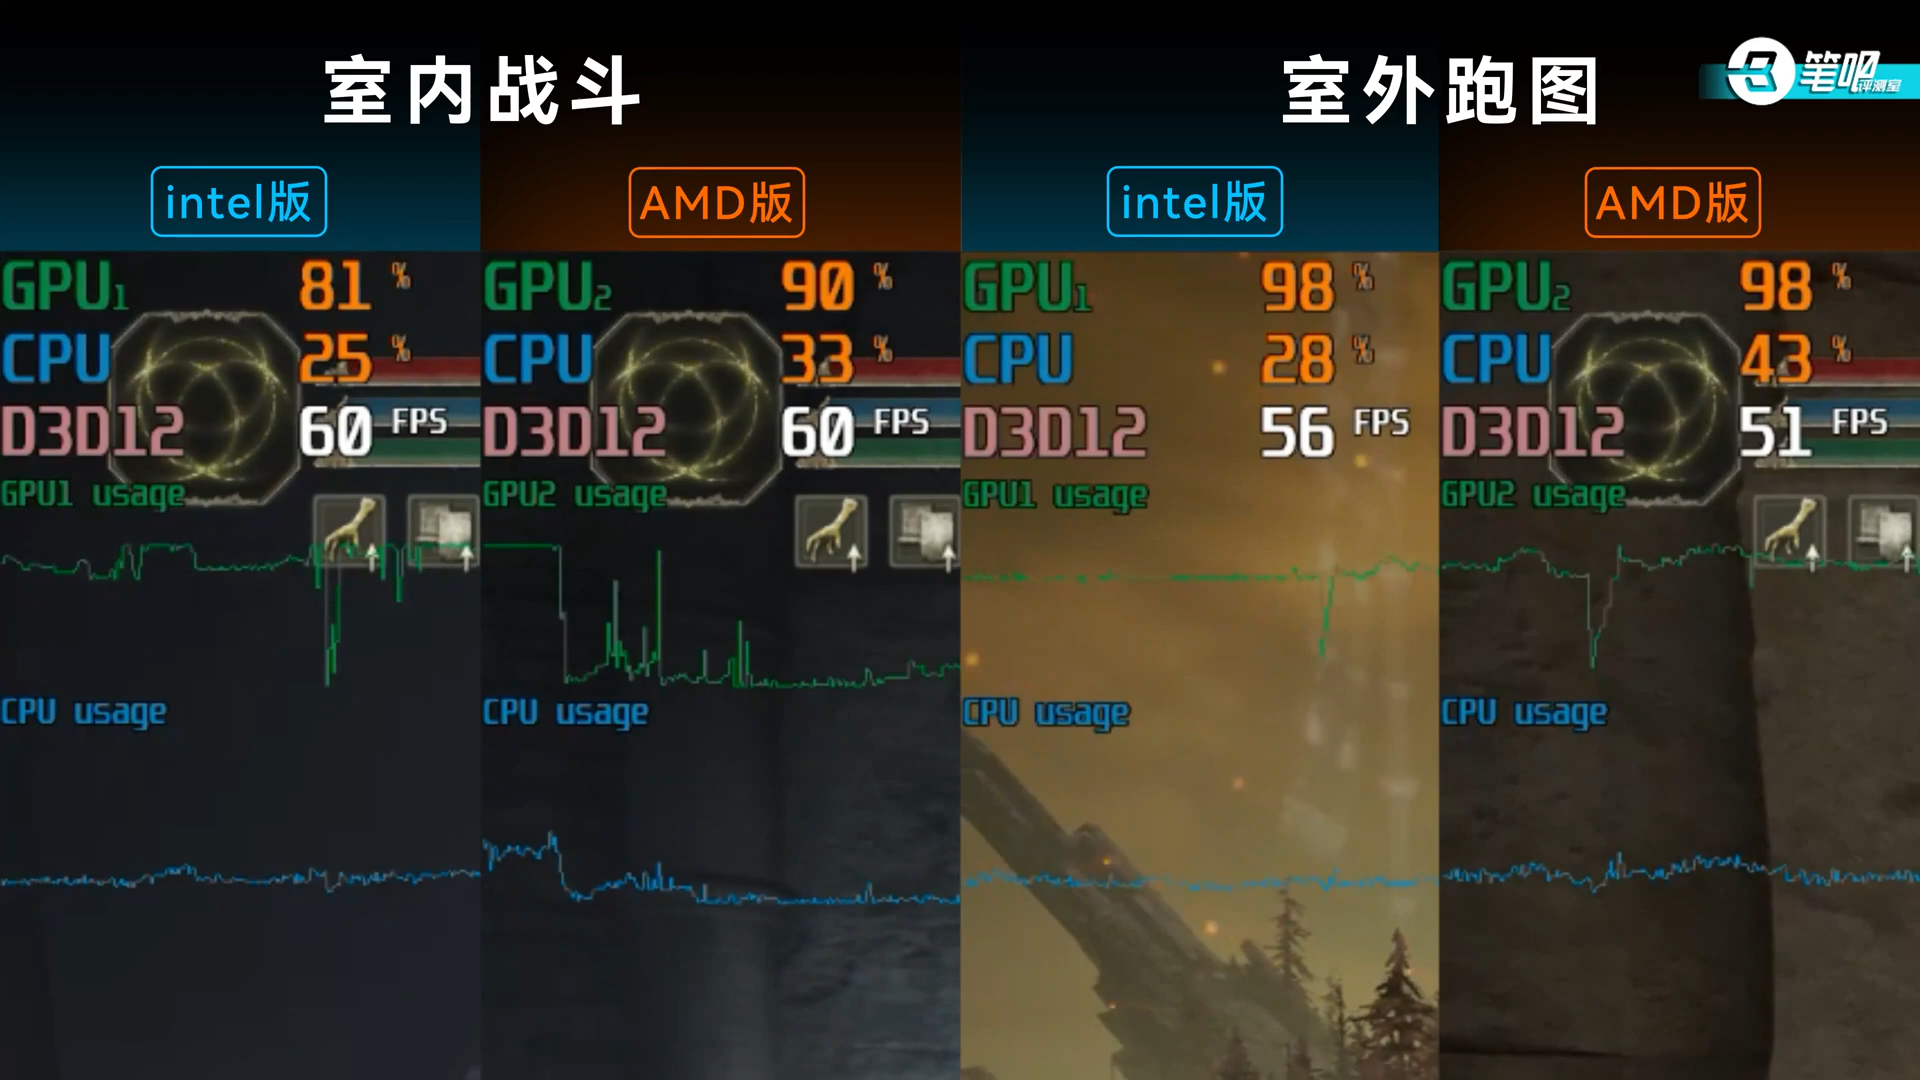 室内战斗
室外跑图
笔吧
评测室
intel版
AMD版
intel版
AMD版
GPU1 81 %
CPU 25 %
D3D12 60 FPS
GPU1 usage
CPU usage
GPU2 90 %
CPU 33 %
D3D12 60 FPS
GPU2 usage
CPU usage
GPU1 98 %
CPU 28 %
D3D12 56 FPS
GPU1 usage
CPU usage
GPU2 98 %
CPU 43 %
D3D12 51 FPS
GPU2 usage
CPU usage